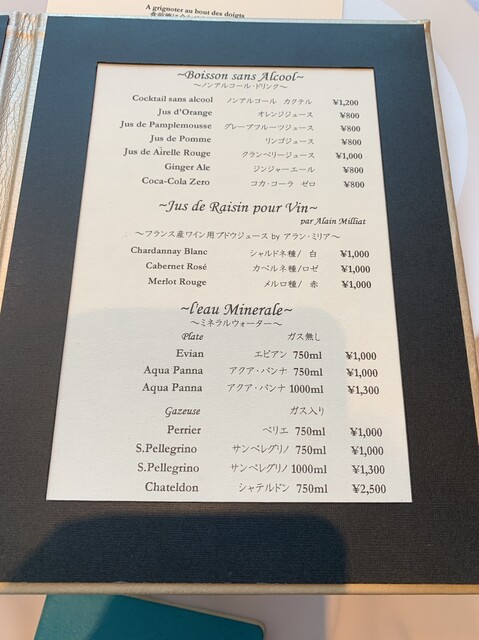 A grignoter au bout des doigts
~Boisson sans Alcool~
～ノンアルコール・ドリンク～
Cocktail sans alcool ノンアルコール カクテル ¥1,200
Jus d'Orange オレンジジュース ¥800
Jus de Pamplemousse グレープフルーツジュース ¥800
Jus de Pomme リンゴジュース ¥800
Jus de Airelle Rouge クランベリージュース ¥1,000
Ginger Ale ジンジャーエール ¥800
Coca-Cola Zero コカ・コーラ ゼロ ¥800
~Jus de Raisin pour Vin~
par Alain Milliat
～フランス産ワイン用ブドウジュース by アラン・ミリア～
Chardannay Blanc シャルドネ種/ 白 ¥1,000
Cabernet Rosé カベルネ種/ロゼ ¥1,000
Merlot Rouge メルロ種/ 赤 ¥1,000
~l'eau Minerale~
～ミネラルウォーター～
Plate ガス無し
Evian エビアン 750ml ¥1,000
Aqua Panna アクア・パンナ 750ml ¥1,000
Aqua Panna アクア・パンナ 1000ml ¥1,300
Gazeuse ガス入り
Perrier ペリエ 750ml ¥1,000
S.Pellegrino サンペレグリノ 750ml ¥1,000
S.Pellegrino サンペレグリノ 1000ml ¥1,300
Chateldon シャテルドン 750ml ¥2,500